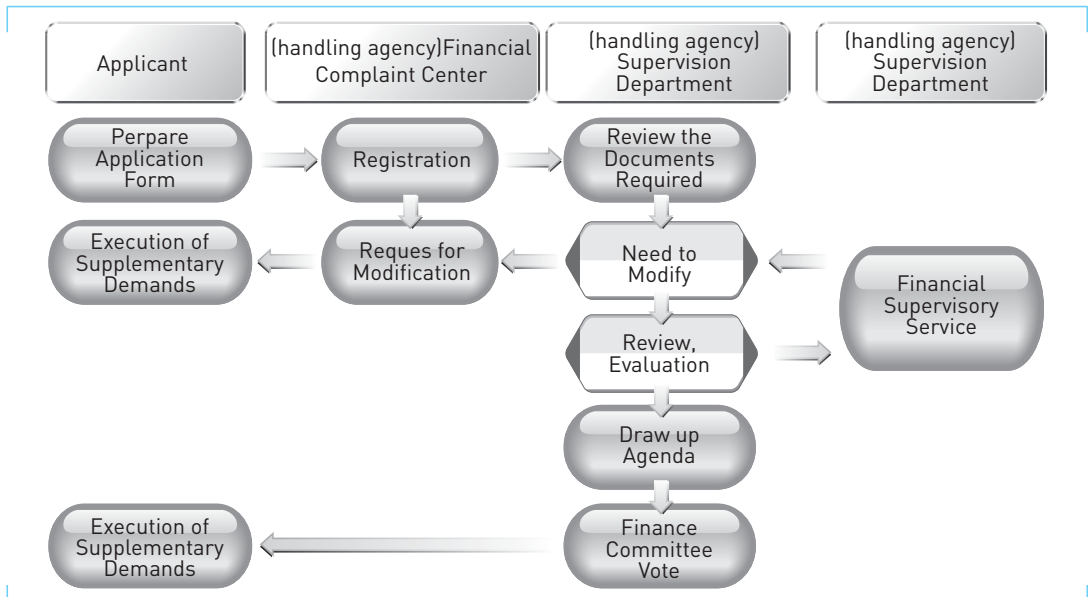 Applicant
(handling agency)Financial
Complaint Center
(handling agency)
Supervision
Department
(handling agency)
Supervision
Department
Perpare
Application
Form
Registration
Review the
Documents
Required
Execution of
Supplementary
Demands
Reques for
Modification
Need to
Modify
Financial
Supervisory
Service
Review,
Evaluation
Draw up
Agenda
Execution of
Supplementary
Demands
Finance
Committee
Vote